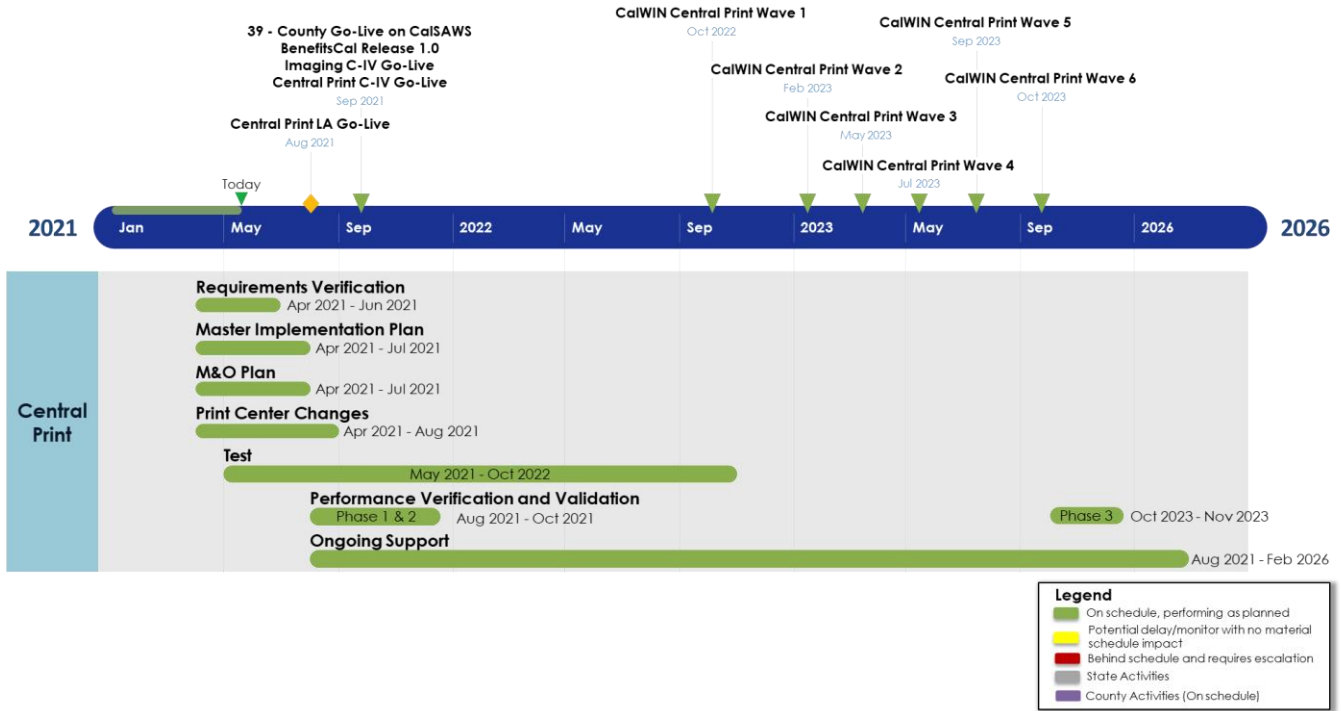 CalWIN Central Print Wave 1
Oct 2022
CalWIN Central Print Wave 5
Sep 2023
39 - County Go-Live on CalSAWS
BenefitsCal Release 1.0
Imaging C-IV Go-Live
Central Print C-IV Go-Live
Sep 2021
CalWIN Central Print Wave 2
Feb 2023
CalWIN Central Print Wave 6
Oct 2023
Central Print LA Go-Live
Aug 2021
CalWIN Central Print Wave 3
May 2023
CalWIN Central Print Wave 4
Jul 2023
Today
2021
Jan
May
Sep
2022
May
Sep
2023
May
Sep
2026
2026
Central
Print
Requirements Verification
Apr 2021 - Jun 2021
Master Implementation Plan
Apr 2021 - Jul 2021
M&O Plan
Apr 2021 - Jul 2021
Print Center Changes
Apr 2021 - Aug 2021
Test
May 2021 - Oct 2022
Performance Verification and Validation
Phase 1 & 2
Aug 2021 - Oct 2021
Phase 3
Oct 2023 - Nov 2023
Ongoing Support
Aug 2021 - Feb 2026
Legend
On schedule, performing as planned
Potential delay/monitor with no material
schedule impact
Behind schedule and requires escalation
State Activities
County Activities (On schedule)